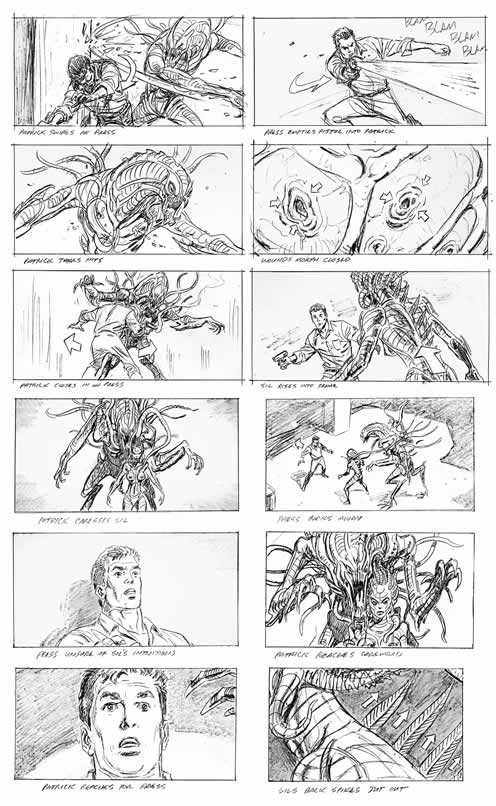 BLAM
BLAM
BLAM
BLAM
PATRICK SWIPES AT PRESS
PRESS EMPTIES PISTOL INTO PATRICK
PATRICK TAKES HITS
WOUNDS MORPH CLOSED
PATRICK CLOSES IN ON PRESS
SIL RISES INTO FRAME
PATRICK CARESSES SIL
PRESS BACKS AWAY
PRESS UNSURE OF SIL'S INTENTIONS
PATRICK REACHES FORWARD
PATRICK REACHES FOR PRESS
SILS BACK SPIKES JUT OUT